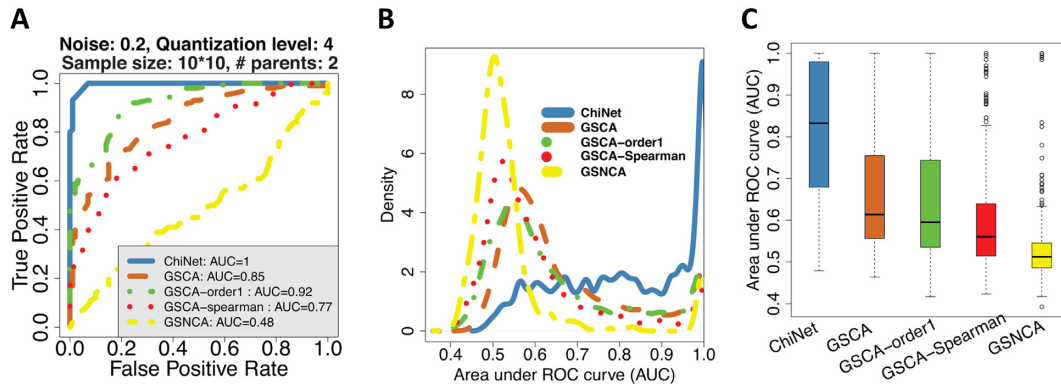 A
Noise: 0.2, Quantization level: 4
Sample size: 10*10, # parents: 2
True Positive Rate
1.0
0.8
0.6
0.4
0.2
0.0
ChiNet: AUC=1
GSCA: AUC=0.85
GSCA-order1 : AUC=0.92
GSCA-spearman : AUC=0.77
GSNCA: AUC=0.48
0.0 0.2 0.4 0.6 0.8 1.0
False Positive Rate
B
Density
8
6
4
2
0
ChiNet
GSCA
GSCA-order1
GSCA-Spearman
GSNCA
0.4 0.5 0.6 0.7 0.8 0.9 1.0
Area under ROC curve (AUC)
C
Area under ROC curve (AUC)
1.0
0.9
0.8
0.7
0.6
0.5
0.4
ChiNet
GSCA
GSCA-order1
GSCA-Spearman
GSNCA